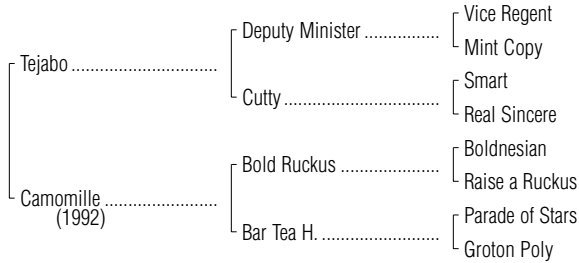 Vice Regent
Deputy Minister ..................
Mint Copy
Tejabo ...................................
Smart
Cutty .....................................
Real Sincere
Boldnesian
Bold Ruckus .......................
Raise a Ruckus
Camomille ..........................
(1992)
Parade of Stars
Bar Tea H. ...........................
Groton Poly